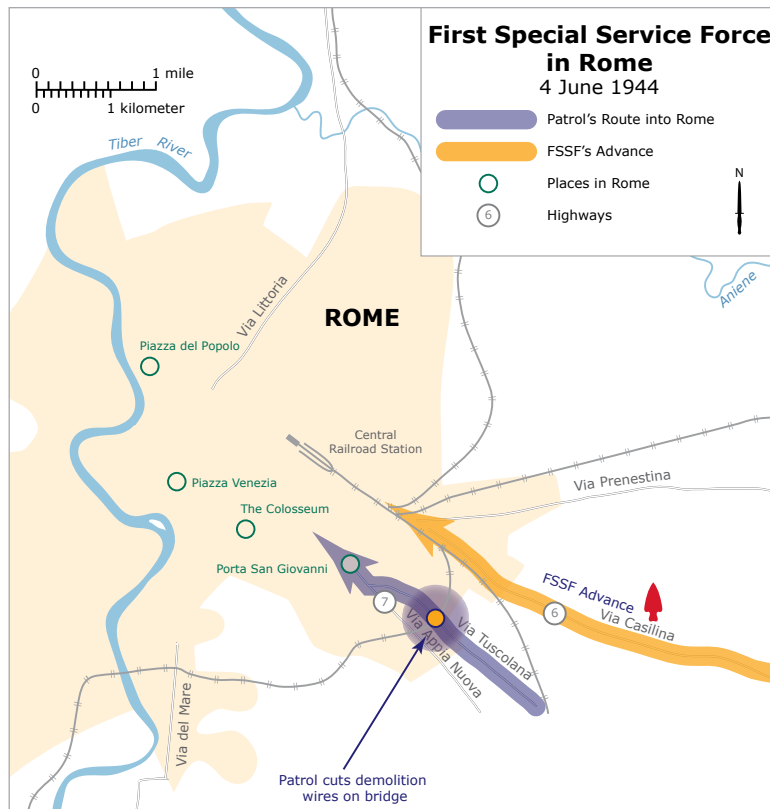 First Special Service Force
in Rome
4 June 1944
Patrol's Route into Rome
FSSF's Advance
Places in Rome
6
Highways
N
0
1 mile
0
1 kilometer
Tiber River
Aniene
Via Littoria
ROME
Piazza del Popolo
Central
Railroad Station
Via Prenestina
Piazza Venezia
The Colosseum
Porta San Giovanni
FSSF Advance
6
Via Casilina
7
Via Tuscolana
Via Appia Nuova
Via del Mare
Patrol cuts demolition
wires on bridge